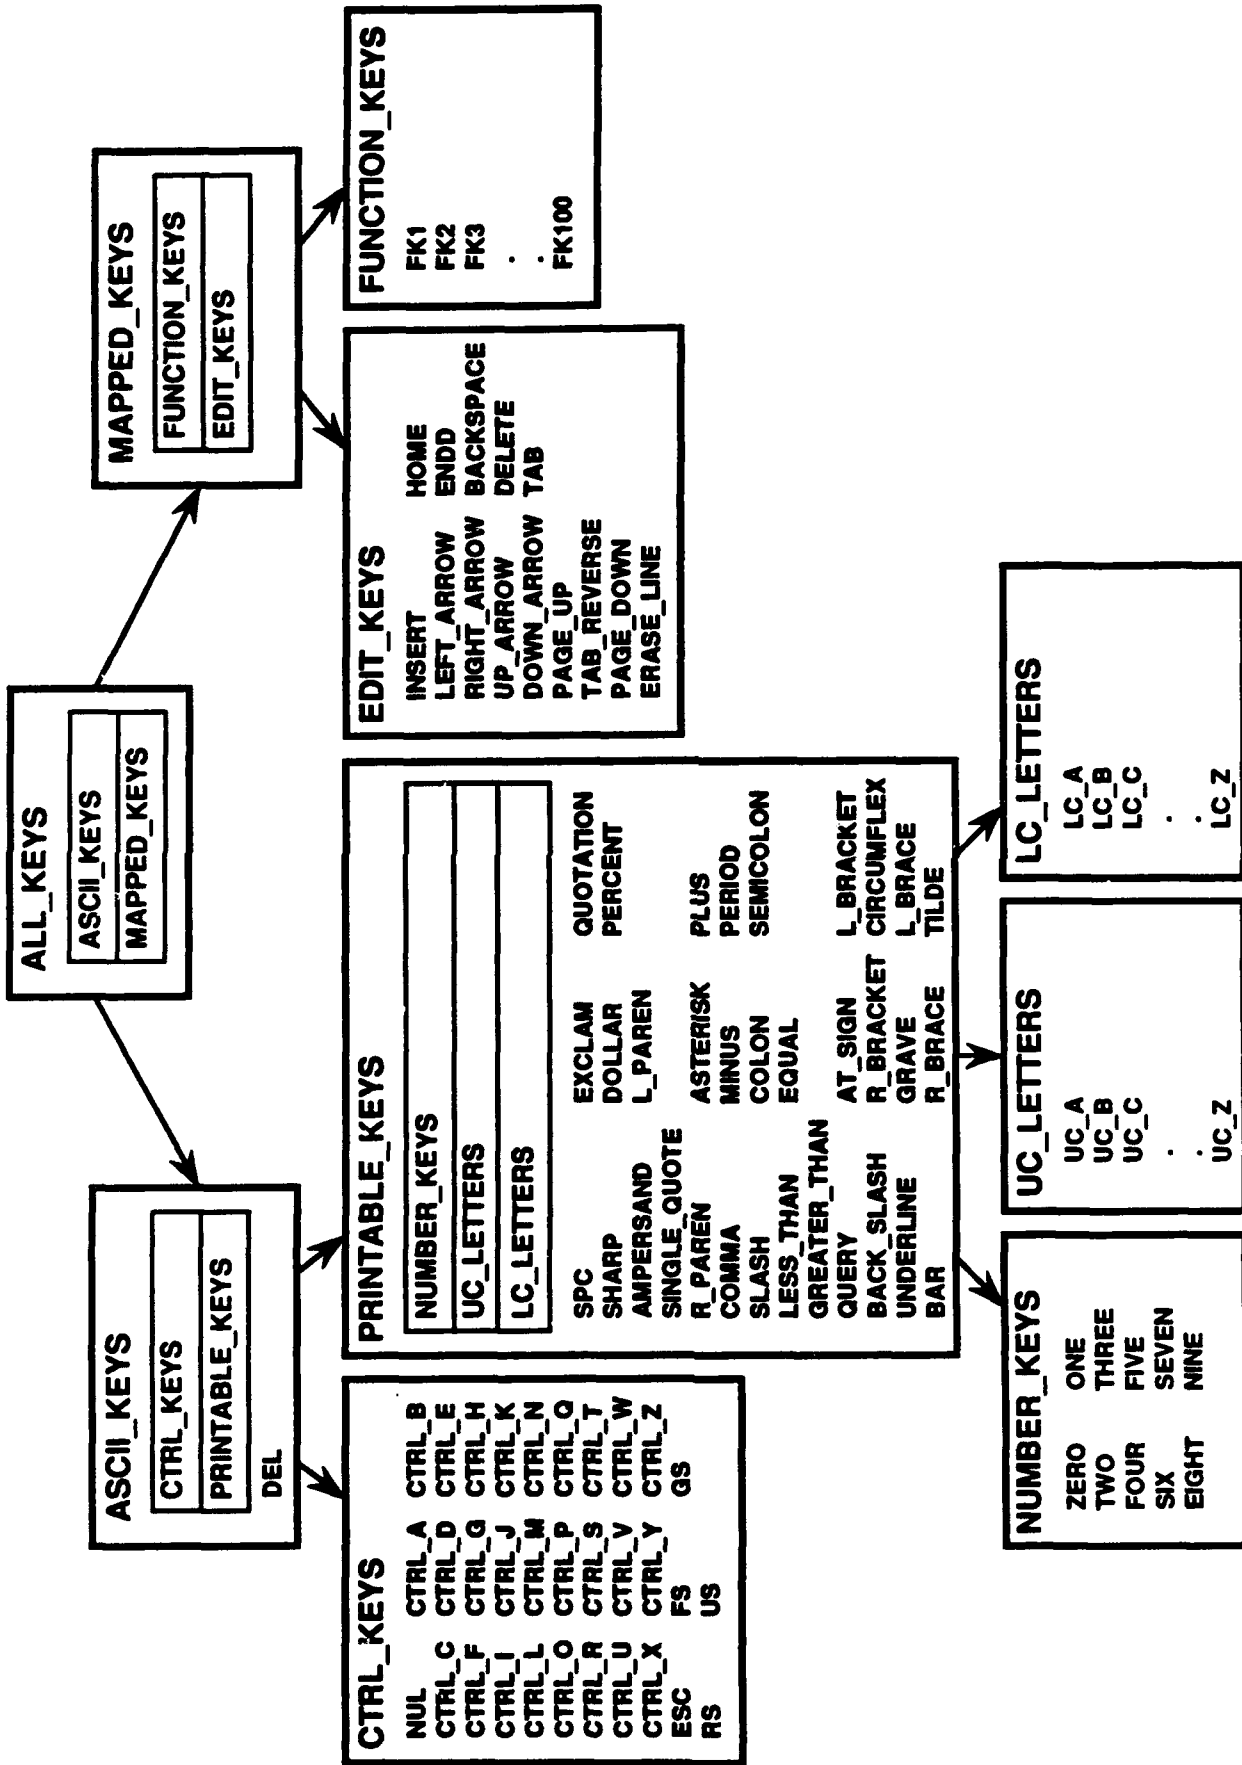 ALL_KEYS
ASCII_KEYS
MAPPED_KEYS
ASCII_KEYS
CTRL_KEYS
PRINTABLE_KEYS
DEL
MAPPED_KEYS
FUNCTION_KEYS
EDIT_KEYS
CTRL_KEYS
NUL CTRL_A CTRL_B
CTRL_C CTRL_D CTRL_E
CTRL_F CTRL_G CTRL_H
CTRL_I CTRL_J CTRL_K
CTRL_L CTRL_M CTRL_N
CTRL_O CTRL_P CTRL_Q
CTRL_R CTRL_S CTRL_T
CTRL_U CTRL_V CTRL_W
CTRL_X CTRL_Y CTRL_Z
ESC FS GS
RS US
PRINTABLE_KEYS
NUMBER_KEYS
UC_LETTERS
LC_LETTERS
SPC EXCLAM QUOTATION
SHARP DOLLAR PERCENT
AMPERSAND L_PAREN
SINGLE_QUOTE
R_PAREN ASTERISK PLUS
COMMA MINUS PERIOD
SLASH COLON SEMICOLON
LESS_THAN EQUAL
GREATER_THAN
QUERY AT_SIGN L_BRACKET
BACK_SLASH R_BRACKET CIRCUMFLEX
UNDERLINE GRAVE L_BRACE
BAR R_BRACE TILDE
EDIT_KEYS
INSERT HOME
LEFT_ARROW ENDD
RIGHT_ARROW BACKSPACE
UP_ARROW DELETE
DOWN_ARROW TAB
PAGE_UP
TAB_REVERSE
PAGE_DOWN
ERASE_LINE
FUNCTION_KEYS
FK1
FK2
FK3
.
.
FK100
NUMBER_KEYS
ZERO ONE
TWO THREE
FOUR FIVE
SIX SEVEN
EIGHT NINE
UC_LETTERS
UC_A
UC_B
UC_C
.
.
UC_Z
LC_LETTERS
LC_A
LC_B
LC_C
.
.
LC_Z